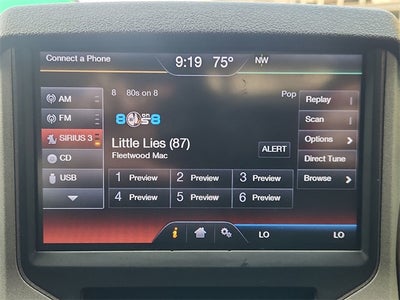 Connect a Phone 9:19 75° NW
8 80s on 8 Pop
AM
FM
SIRIUS 3
CD
USB
8 on 8
Little Lies (87)
Fleetwood Mac
ALERT
1 Preview 2 Preview 3 Preview
4 Preview 5 Preview 6 Preview
Replay
Scan
Options
Direct Tune
Browse
i
LO LO